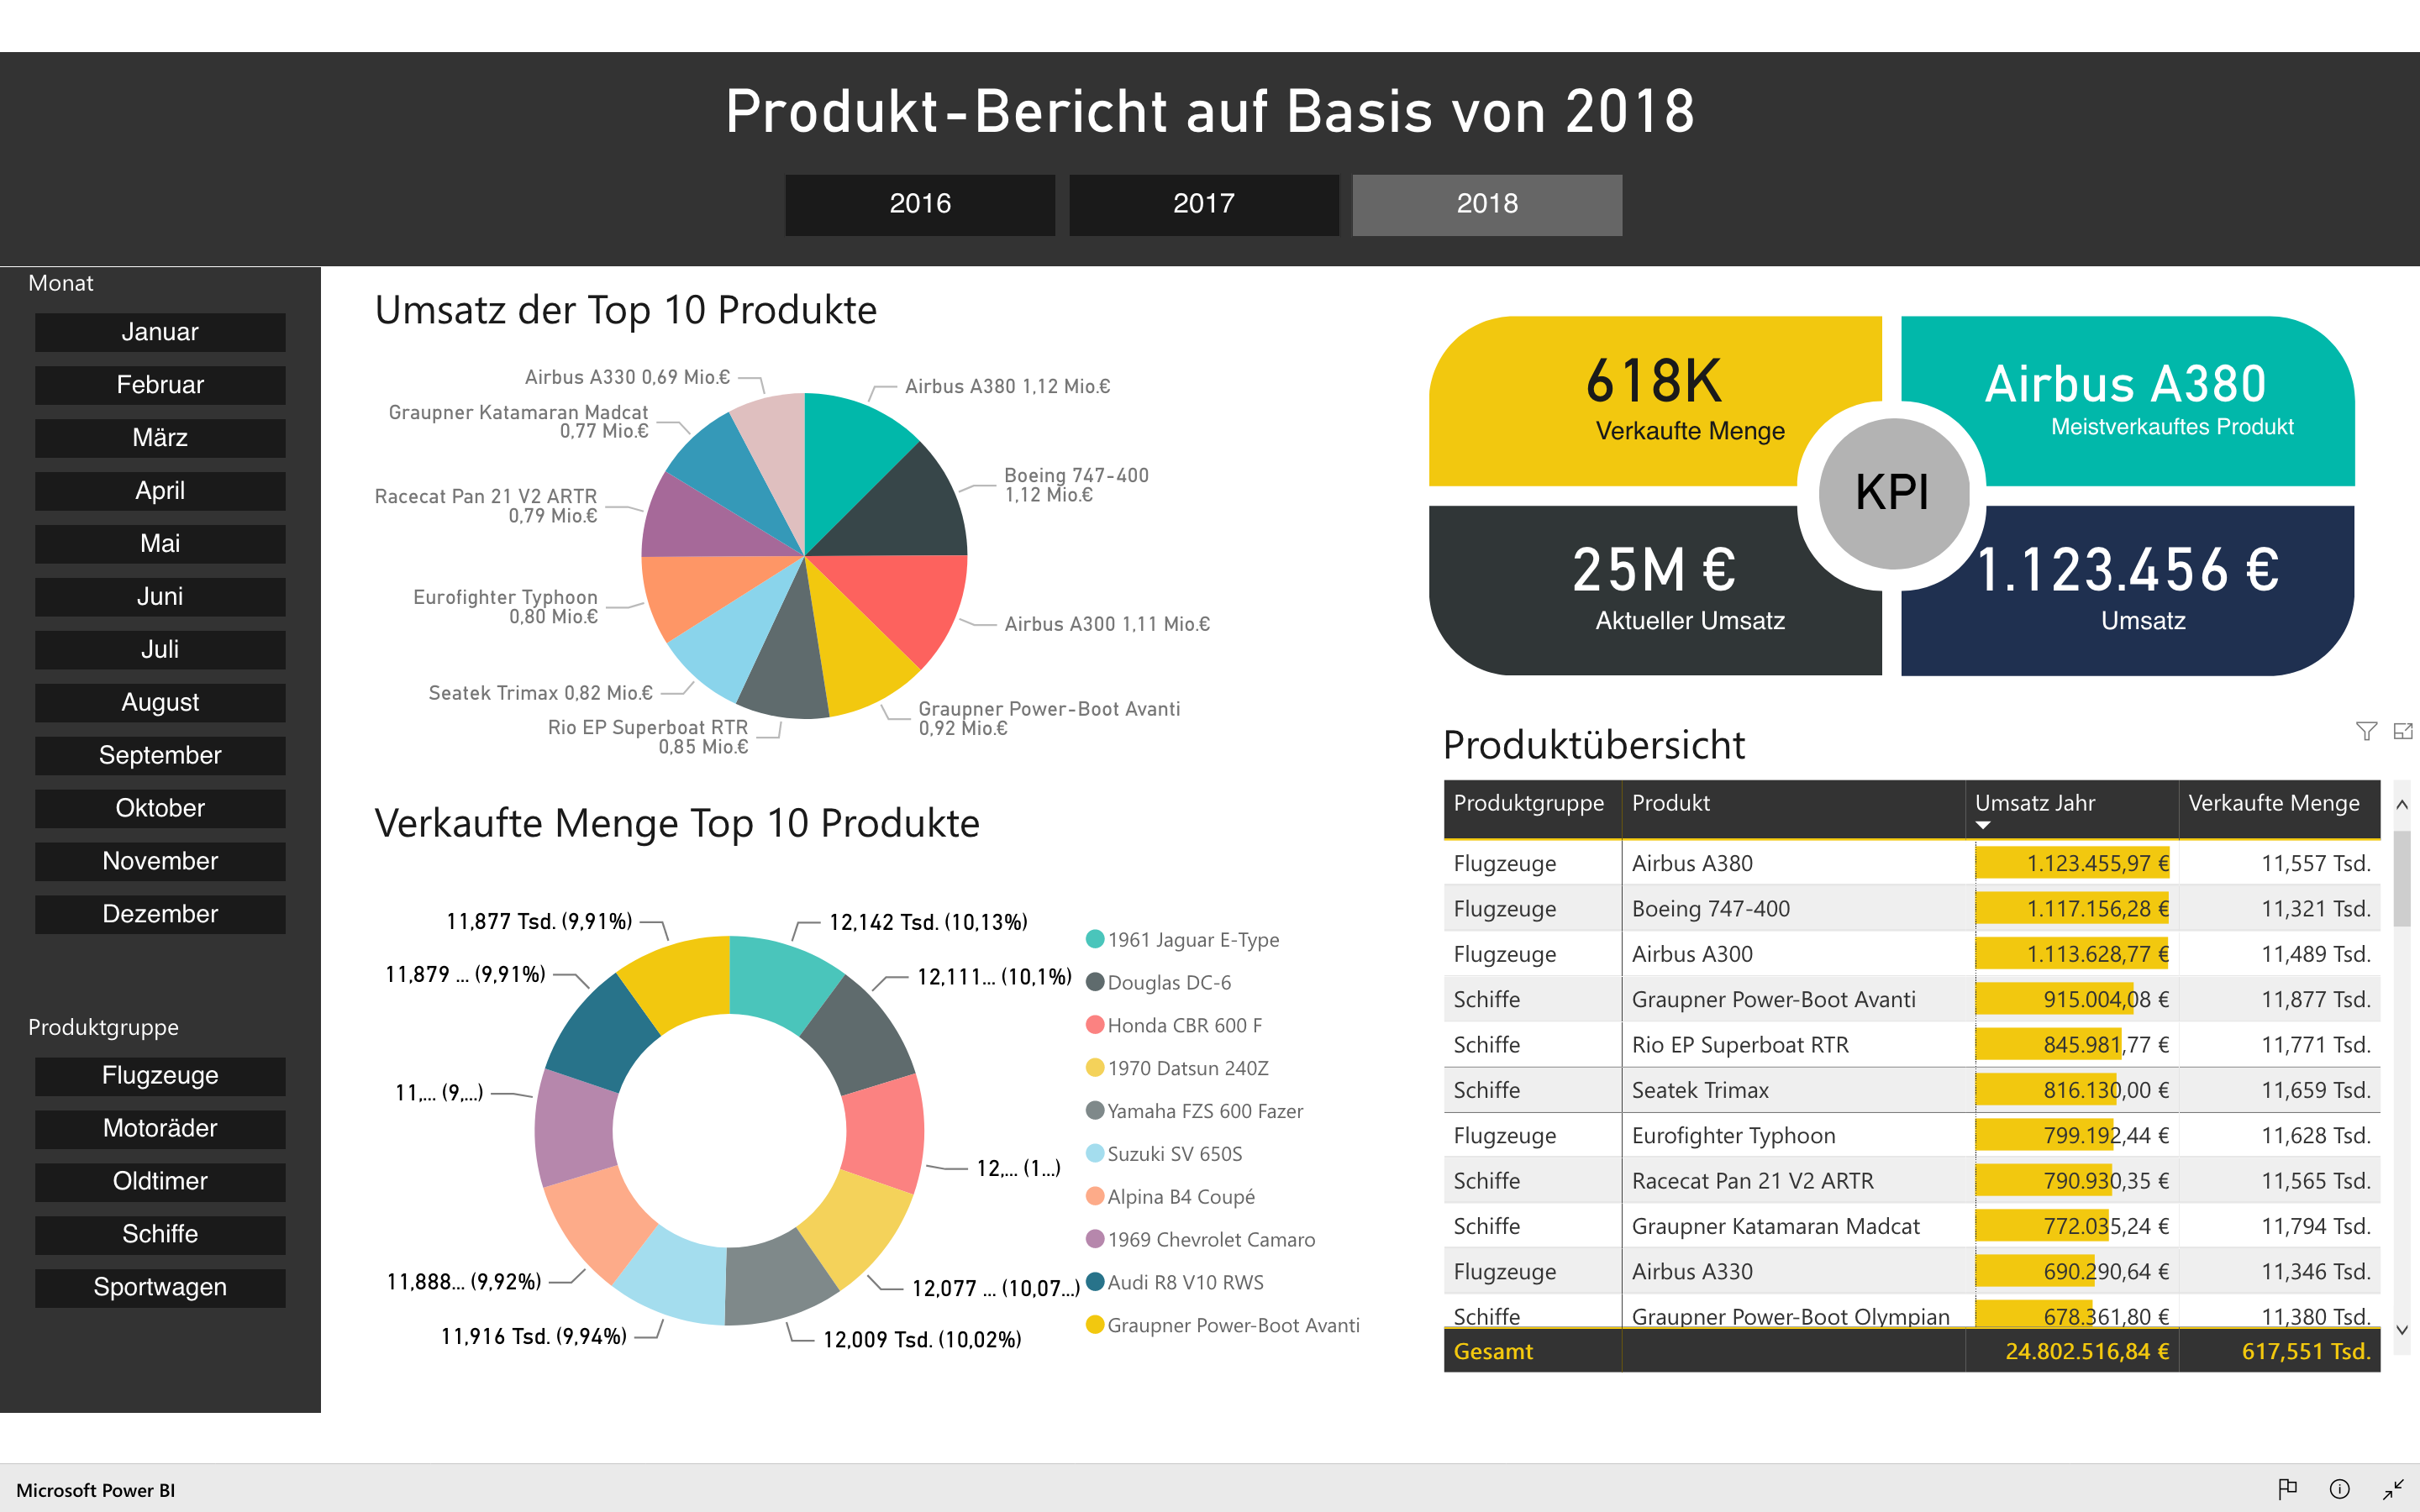 Produkt-Bericht auf Basis von 2018
2016
2017
2018
Monat
Januar
Februar
März
April
Mai
Juni
Juli
August
September
Oktober
November
Dezember
Produktgruppe
Flugzeuge
Motoräder
Oldtimer
Schiffe
Sportwagen
Umsatz der Top 10 Produkte
Airbus A330 0,69 Mio.€
Airbus A380 1,12 Mio.€
Graupner Katamaran Madcat
0,77 Mio.€
Boeing 747-400
1,12 Mio.€
Racecat Pan 21 V2 ARTR
0,79 Mio.€
Eurofighter Typhoon
0,80 Mio.€
Airbus A300 1,11 Mio.€
Seatek Trimax 0,82 Mio.€
Graupner Power-Boot Avanti
0,92 Mio.€
Rio EP Superboat RTR
0,85 Mio.€
Verkaufte Menge Top 10 Produkte
11,877 Tsd. (9,91%)
12,142 Tsd. (10,13%)
11,879 ... (9,91%)
12,111... (10,1%)
11,... (9,...)
12,... (1...)
11,888... (9,92%)
12,077 ... (10,07...)
11,916 Tsd. (9,94%)
12,009 Tsd. (10,02%)
1961 Jaguar E-Type
Douglas DC-6
Honda CBR 600 F
1970 Datsun 240Z
Yamaha FZS 600 Fazer
Suzuki SV 650S
Alpina B4 Coupé
1969 Chevrolet Camaro
Audi R8 V10 RWS
Graupner Power-Boot Avanti
618K
Verkaufte Menge
Airbus A380
Meistverkauftes Produkt
KPI
25M €
Aktueller Umsatz
1.123.456 €
Umsatz
Produktübersicht
Produktgruppe Produkt Umsatz Jahr Verkaufte Menge
Flugzeuge Airbus A380 1.123.455,97 € 11,557 Tsd.
Flugzeuge Boeing 747-400 1.117.156,28 € 11,321 Tsd.
Flugzeuge Airbus A300 1.113.628,77 € 11,489 Tsd.
Schiffe Graupner Power-Boot Avanti 915.004,08 € 11,877 Tsd.
Schiffe Rio EP Superboat RTR 845.981,77 € 11,771 Tsd.
Schiffe Seatek Trimax 816.130,00 € 11,659 Tsd.
Flugzeuge Eurofighter Typhoon 799.192,44 € 11,628 Tsd.
Schiffe Racecat Pan 21 V2 ARTR 790.930,35 € 11,565 Tsd.
Schiffe Graupner Katamaran Madcat 772.035,24 € 11,794 Tsd.
Flugzeuge Airbus A330 690.290,64 € 11,346 Tsd.
Schiffe Graupner Power-Boot Olympian 678.361,80 € 11,380 Tsd.
Gesamt 24.802.516,84 € 617,551 Tsd.
Microsoft Power BI